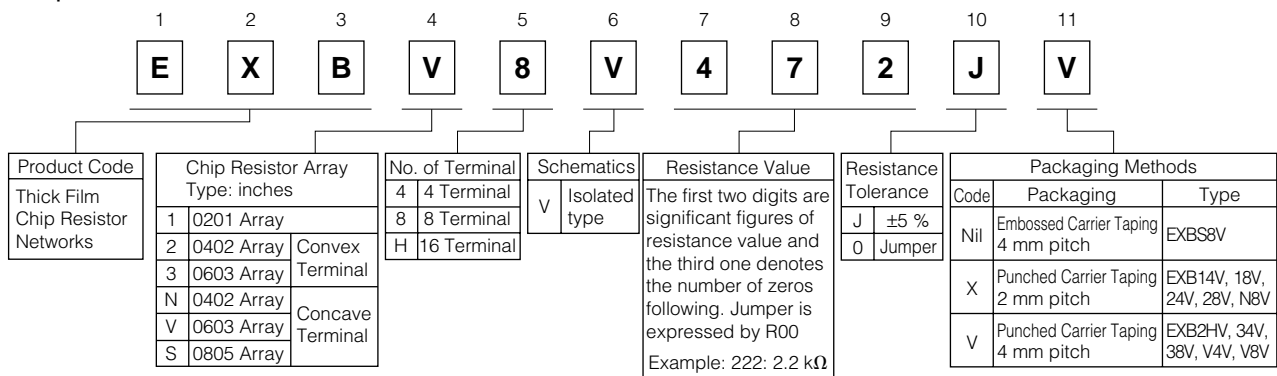 1 2 3 4 5 6 7 8 9 10 11
E X B V 8 V 4 7 2 J V
Product Code
Thick Film
Chip Resistor
Networks
Chip Resistor Array
Type: inches
1 0201 Array
2 0402 Array Convex Terminal
3 0603 Array
N 0402 Array Concave Terminal
V 0603 Array
S 0805 Array
No. of Terminal
4 4 Terminal
8 8 Terminal
H 16 Terminal
Schematics
V Isolated type
Resistance Value
The first two digits are
significant figures of
resistance value and
the third one denotes
the number of zeros
following. Jumper is
expressed by R00
Example: 222: 2.2 kΩ
Resistance
Tolerance
J ±5 %
0 Jumper
Packaging Methods
Code Packaging Type
Nil Embossed Carrier Taping 4 mm pitch EXBS8V
X Punched Carrier Taping 2 mm pitch EXB14V, 18V, 24V, 28V, N8V
V Punched Carrier Taping 4 mm pitch EXB2HV, 34V, 38V, V4V, V8V